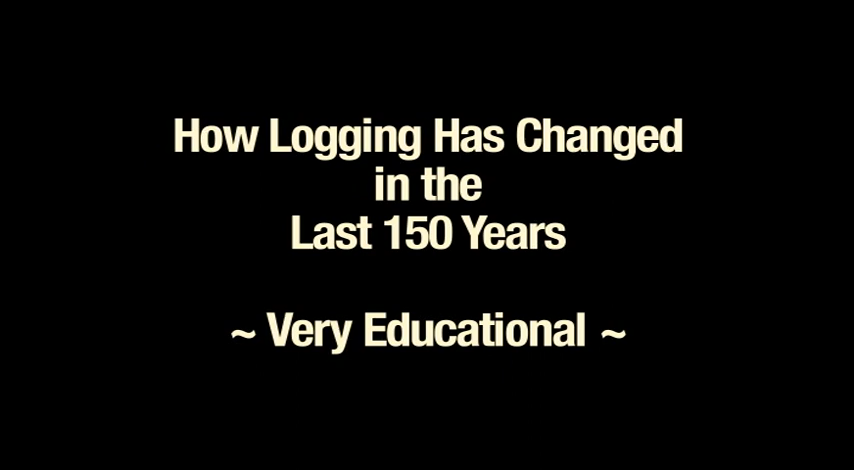 How Logging Has Changed
in the
Last 150 Years
~ Very Educational ~